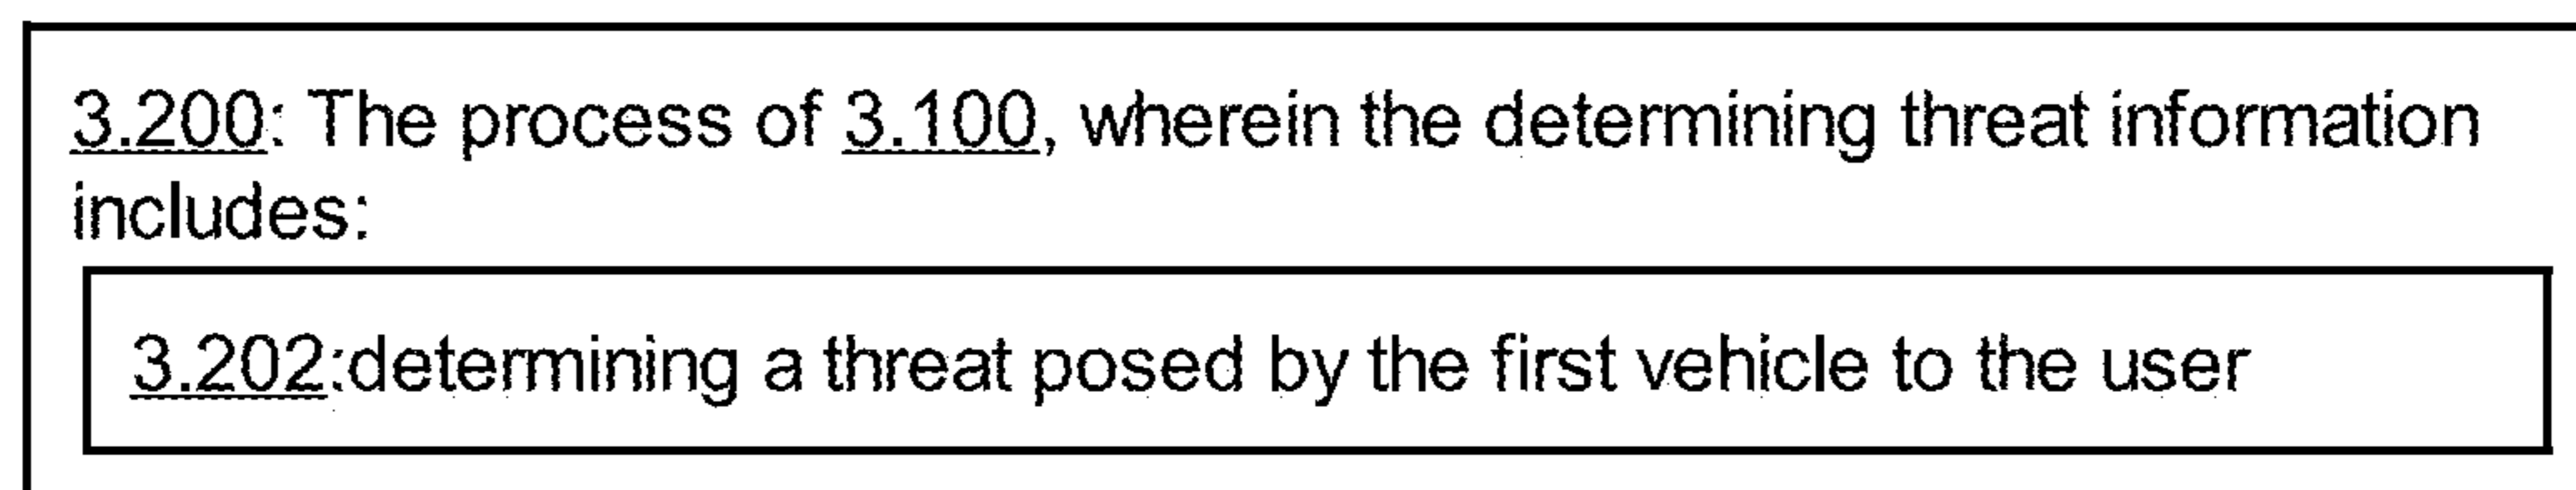 3.200: The process of 3.100, wherein the determining threat information
includes:
3.202:determining a threat posed by the first vehicle to the user